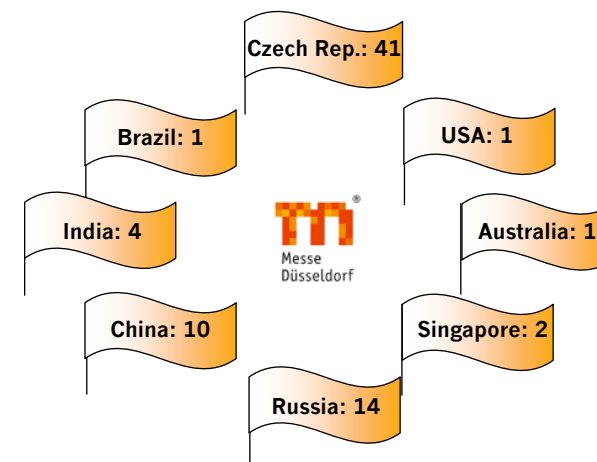 Czech Rep.: 41
Brazil: 1
USA: 1
India: 4
®
Messe
Düsseldorf
Australia: 1
China: 10
Singapore: 2
Russia: 14